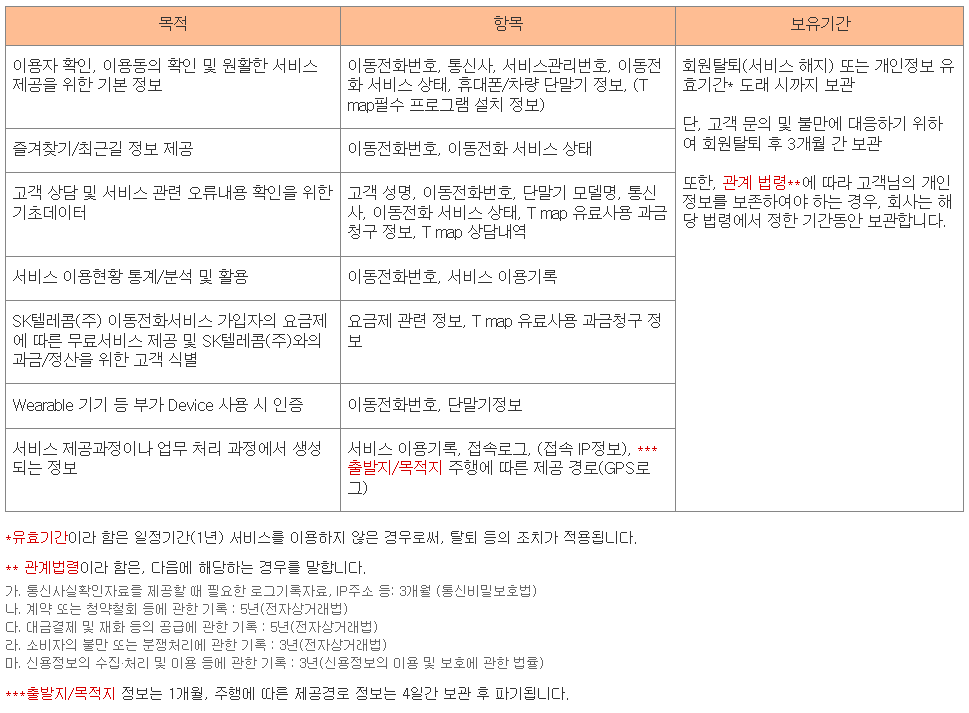 목적
항목
보유기간
이용자 확인, 이용동의 확인 및 원활한 서비스
제공을 위한 기본 정보
이동전화번호, 통신사, 서비스관리번호, 이동전
화 서비스 상태, 휴대폰/차량 단말기 정보, (T
map필수 프로그램 설치 정보)
회원탈퇴(서비스 해지) 또는 개인정보 유
효기간* 도래 시까지 보관
단, 고객 문의 및 불만에 대응하기 위하
여 회원탈퇴 후 3개월 간 보관
또한, 관계 법령**에 따라 고객님의 개인
정보를 보존하여야 하는 경우, 회사는 해
당 법령에서 정한 기간동안 보관합니다.
즐겨찾기/최근길 정보 제공
이동전화번호, 이동전화 서비스 상태
고객 상담 및 서비스 관련 오류내용 확인을 위한
기초데이터
고객 성명, 이동전화번호, 단말기 모델명, 통신
사, 이동전화 서비스 상태, T map 유료사용 과금
청구 정보, T map 상담내역
서비스 이용현황 통계/분석 및 활용
이동전화번호, 서비스 이용기록
SK텔레콤(주) 이동전화서비스 가입자의 요금제
에 따른 무료서비스 제공 및 SK텔레콤(주)와의
과금/정산을 위한 고객 식별
요금제 관련 정보, T map 유료사용 과금청구 정
보
Wearable 기기 등 부가 Device 사용 시 인증
이동전화번호, 단말기정보
서비스 제공과정이나 업무 처리 과정에서 생성
되는 정보
서비스 이용기록, 접속로그, (접속 IP정보), ***
출발지/목적지 주행에 따른 제공 경로(GPS로
그)
*유효기간이라 함은 일정기간(1년) 서비스를 이용하지 않은 경우로써, 탈퇴 등의 조치가 적용됩니다.
** 관계법령이라 함은, 다음에 해당하는 경우를 말합니다.
가. 통신사실확인자료를 제공할 때 필요한 로그기록자료, IP주소 등: 3개월 (통신비밀보호법)
나. 계약 또는 청약철회 등에 관한 기록 : 5년(전자상거래법)
다. 대금결제 및 재화 등의 공급에 관한 기록 : 5년(전자상거래법)
라. 소비자의 불만 또는 분쟁처리에 관한 기록 : 3년(전자상거래법)
마. 신용정보의 수집·처리 및 이용 등에 관한 기록 : 3년(신용정보의 이용 및 보호에 관한 법률)
***출발지/목적지 정보는 1개월, 주행에 따른 제공경로 정보는 4일간 보관 후 파기됩니다.